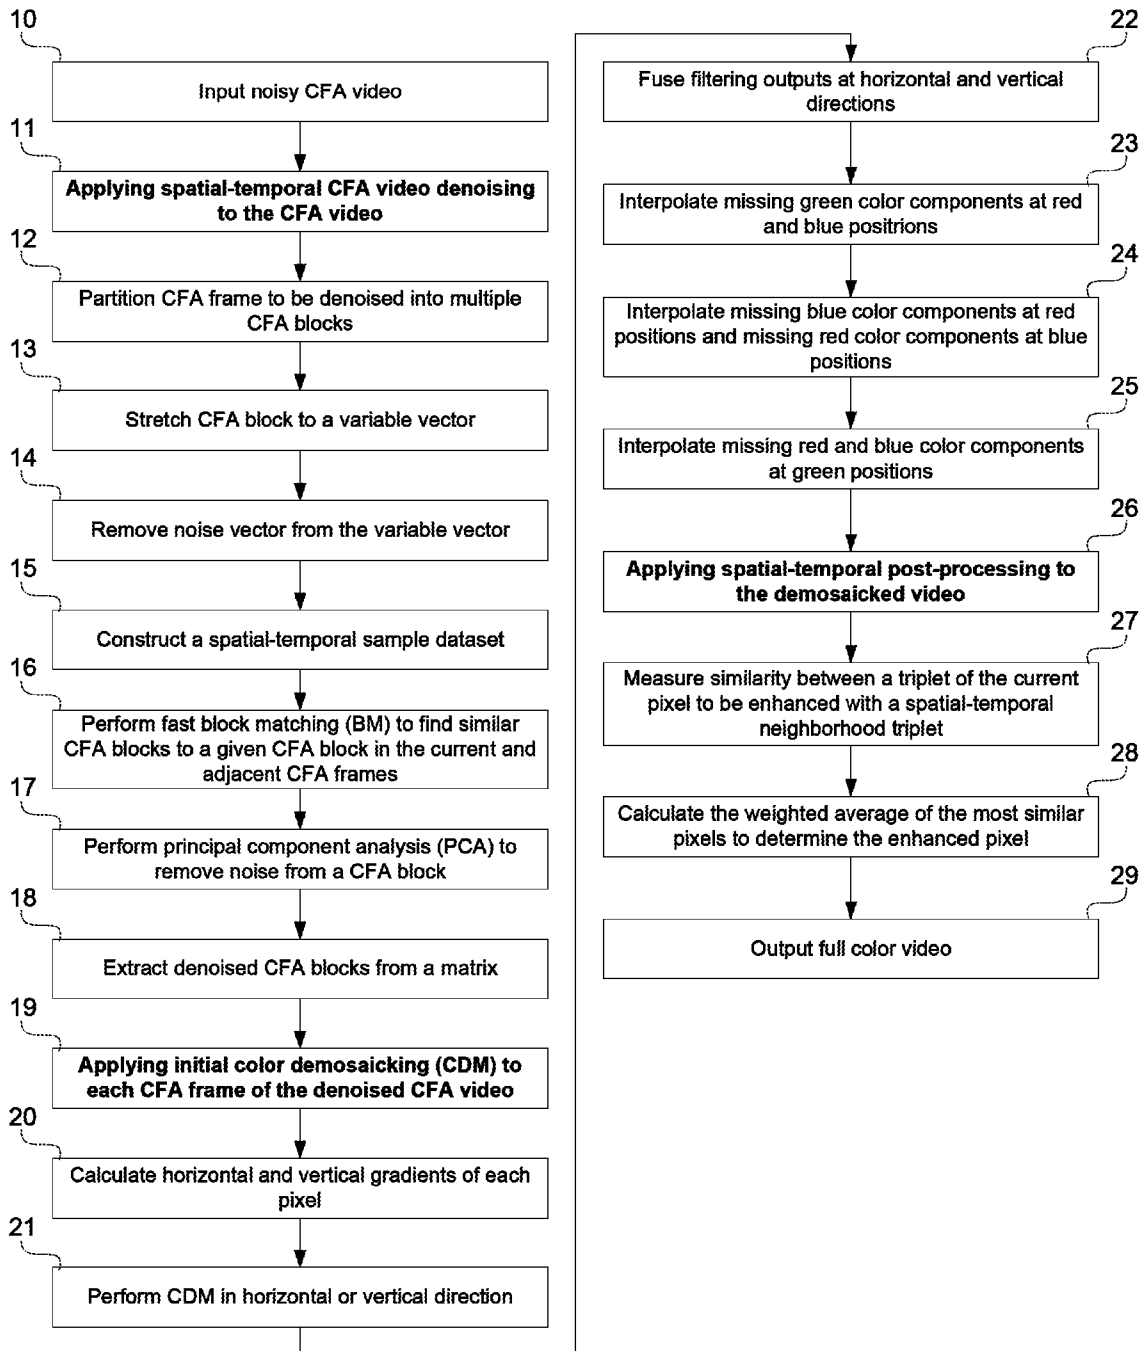 10
Input noisy CFA video
11
Applying spatial-temporal CFA video denoising
to the CFA video
12
Partition CFA frame to be denoised into multiple
CFA blocks
13
Stretch CFA block to a variable vector
14
Remove noise vector from the variable vector
15
Construct a spatial-temporal sample dataset
16
Perform fast block matching (BM) to find similar
CFA blocks to a given CFA block in the current and
adjacent CFA frames
17
Perform principal component analysis (PCA) to
remove noise from a CFA block
18
Extract denoised CFA blocks from a matrix
19
Applying initial color demosaicking (CDM) to
each CFA frame of the denoised CFA video
20
Calculate horizontal and vertical gradients of each
pixel
21
Perform CDM in horizontal or vertical direction
22
Fuse filtering outputs at horizontal and vertical
directions
23
Interpolate missing green color components at red
and blue positrions
24
Interpolate missing blue color components at red
positions and missing red color components at blue
positions
25
Interpolate missing red and blue color components
at green positions
26
Applying spatial-temporal post-processing to
the demosaicked video
27
Measure similarity between a triplet of the current
pixel to be enhanced with a spatial-temporal
neighborhood triplet
28
Calculate the weighted average of the most similar
pixels to determine the enhanced pixel
29
Output full color video